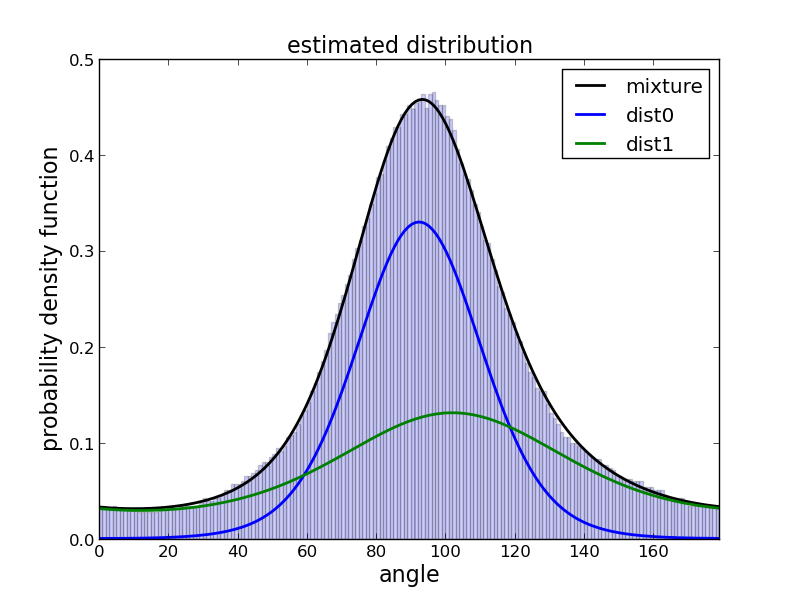 estimated distribution
mixture
dist0
dist1
probability density function
0.5
0.4
0.3
0.2
0.1
0.0
0 20 40 60 80 100 120 140 160
angle